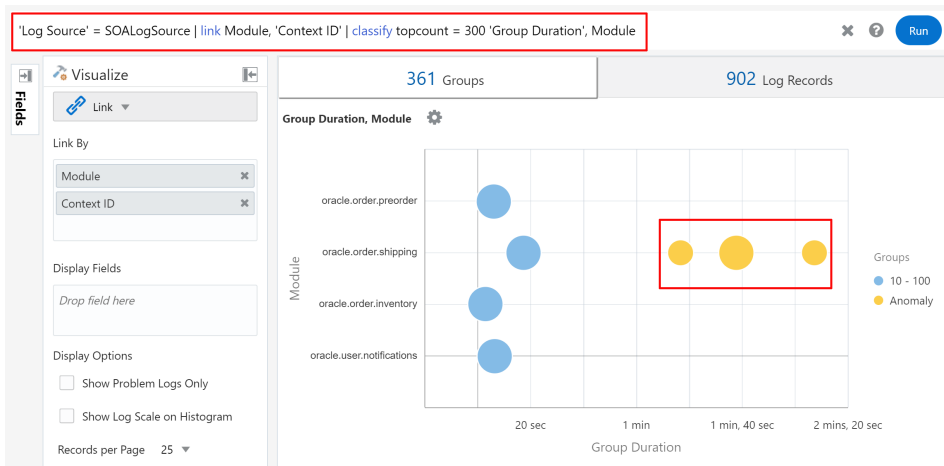 'Log Source' = SOALogSource | link Module, 'Context ID' | classify topcount = 300 'Group Duration', Module
Run
Fields
Visualize
Link
Link By
Module
Context ID
Display Fields
Drop field here
Display Options
Show Problem Logs Only
Show Log Scale on Histogram
Records per Page 25
361 Groups
902 Log Records
Group Duration, Module
Module
oracle.order.preorder
oracle.order.shipping
oracle.order.inventory
oracle.user.notifications
20 sec
1 min
1 min, 40 sec
2 mins, 20 sec
Group Duration
Groups
10 - 100
Anomaly